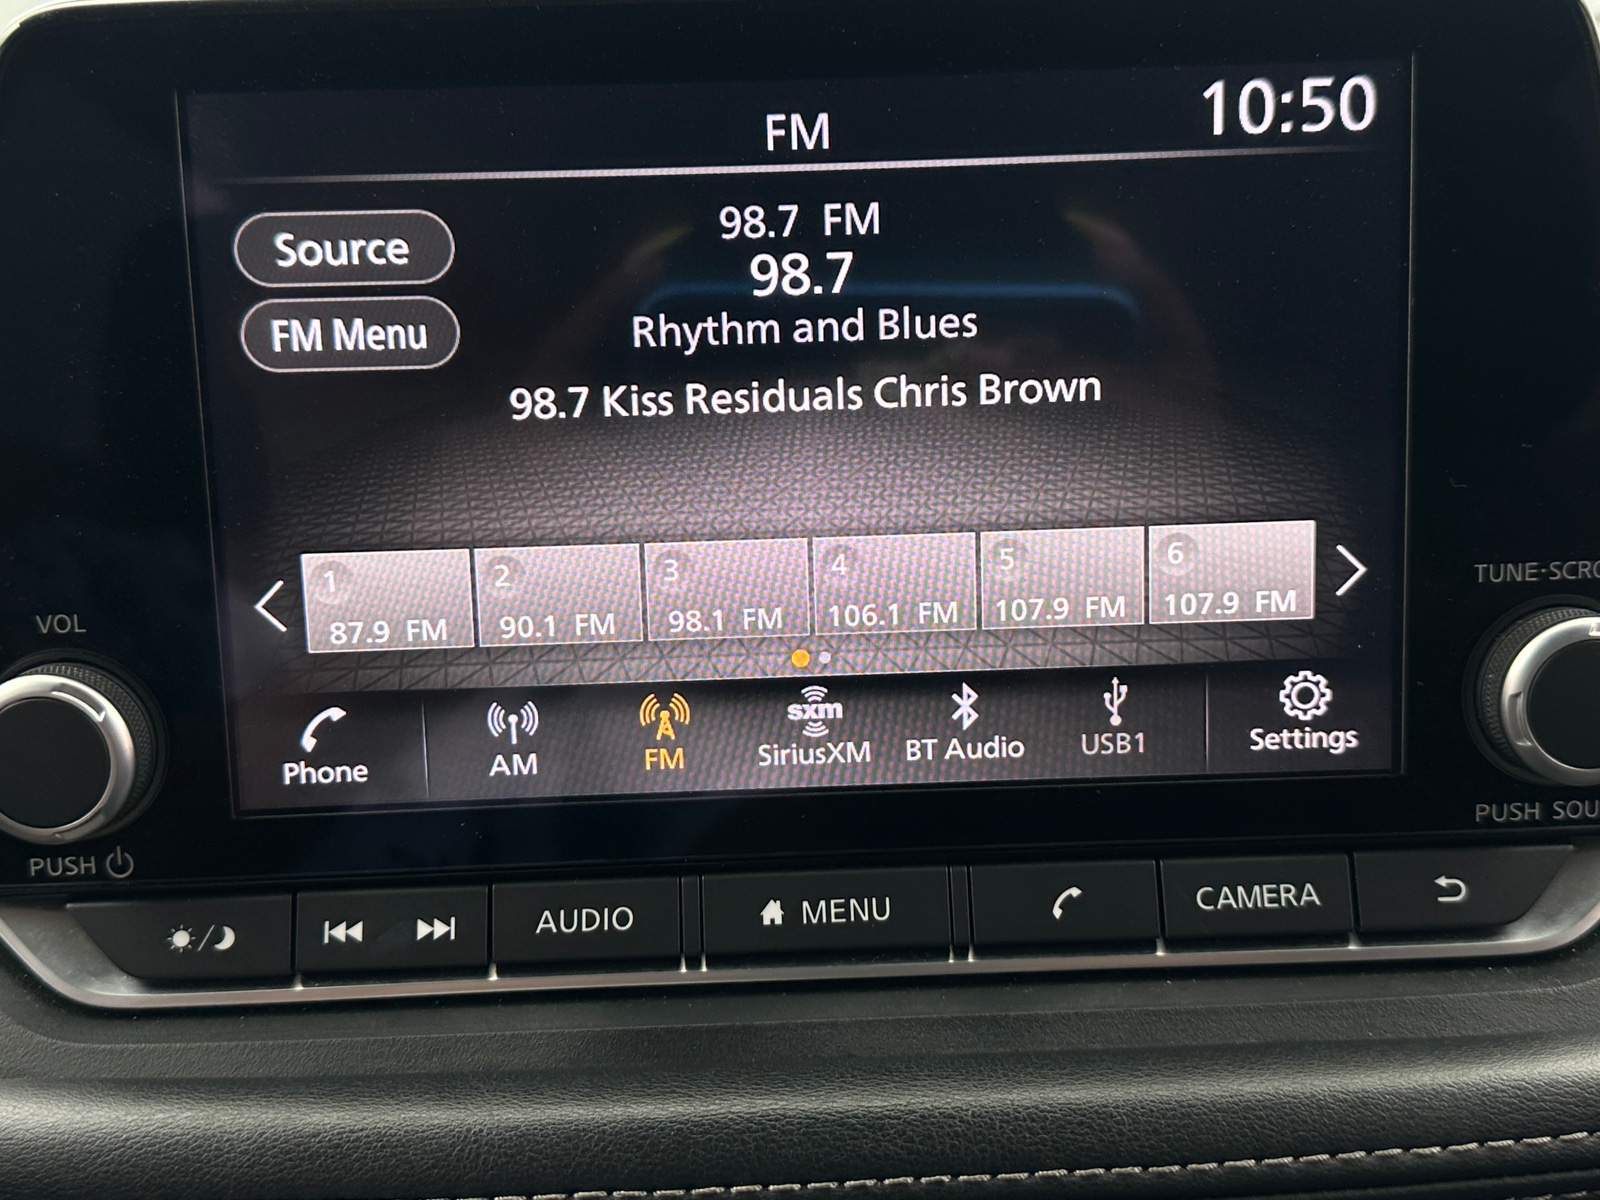 FM
10:50
Source
98.7 FM
98.7
FM Menu
Rhythm and Blues
98.7 Kiss Residuals Chris Brown
1
2
3
4
5
6
87.9 FM
90.1 FM
98.1 FM
106.1 FM
107.9 FM
107.9 FM
VOL
TUNE·SCRO
Phone
AM
FM
sxm
SiriusXM
BT Audio
USB1
Settings
PUSH
PUSH SOU
AUDIO
MENU
CAMERA